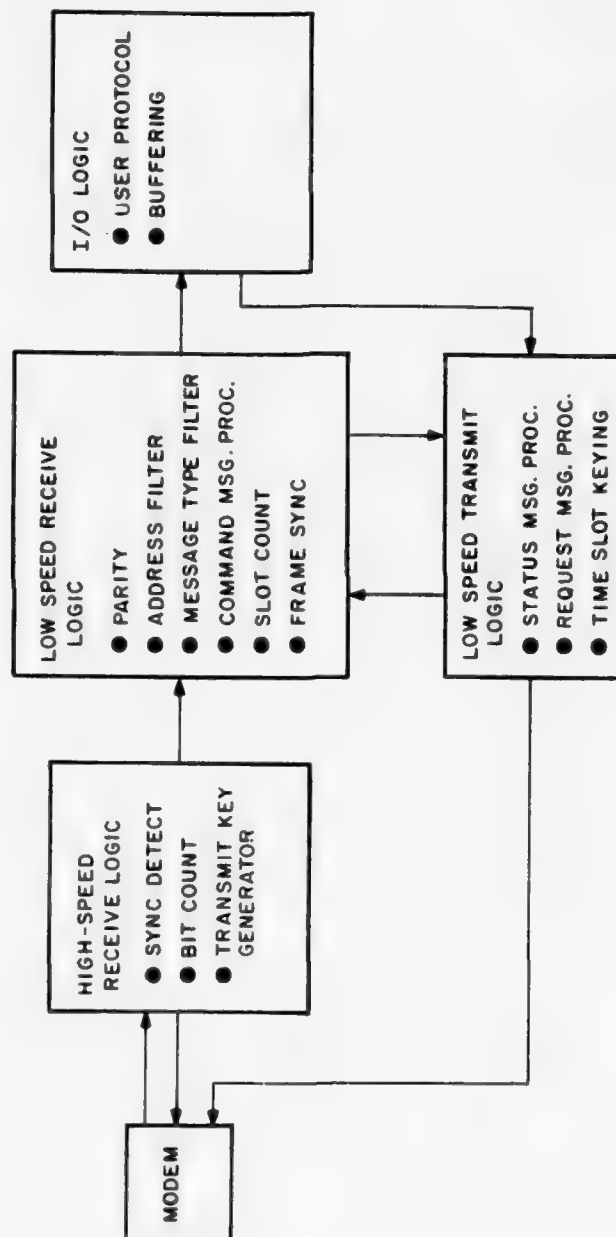 MODEM
HIGH-SPEED
RECEIVE LOGIC
● SYNC DETECT
● BIT COUNT
● TRANSMIT KEY
GENERATOR
LOW SPEED RECEIVE
LOGIC
● PARITY
● ADDRESS FILTER
● MESSAGE TYPE FILTER
● COMMAND MSG. PROC.
● SLOT COUNT
● FRAME SYNC
I/O LOGIC
● USER PROTOCOL
● BUFFERING
LOW SPEED TRANSMIT
LOGIC
● STATUS MSG. PROC.
● REQUEST MSG. PROC.
● TIME SLOT KEYING